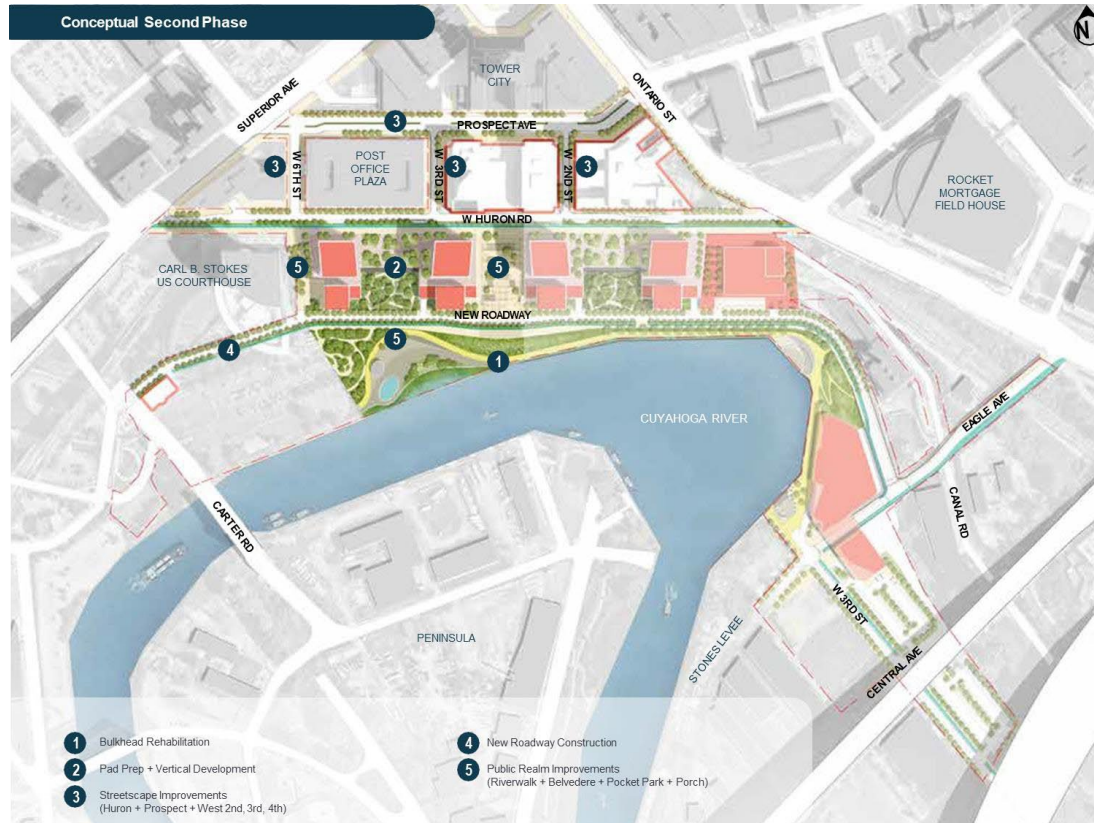 Conceptual Second Phase
N
TOWER
CITY
SUPERIOR AVE
ONTARIO ST
3
PROSPECT AVE
3
W 6TH ST
POST
OFFICE
PLAZA
W 3RD ST
3
W 2ND ST
3
ROCKET
MORTGAGE
FIELD HOUSE
W HURON RD
CARL B. STOKES
US COURTHOUSE
5
2
5
NEW ROADWAY
4
5
1
CUYAHOGA RIVER
EAGLE AVE
CARTER RD
CANAL RD
W 3RD ST
PENINSULA
STONES LEVEE
CENTRAL AVE
1 Bulkhead Rehabilitation
2 Pad Prep + Vertical Development
3 Streetscape Improvements
(Huron + Prospect + West 2nd, 3rd, 4th)
4 New Roadway Construction
5 Public Realm Improvements
(Riverwalk + Belvedere + Pocket Park + Porch)